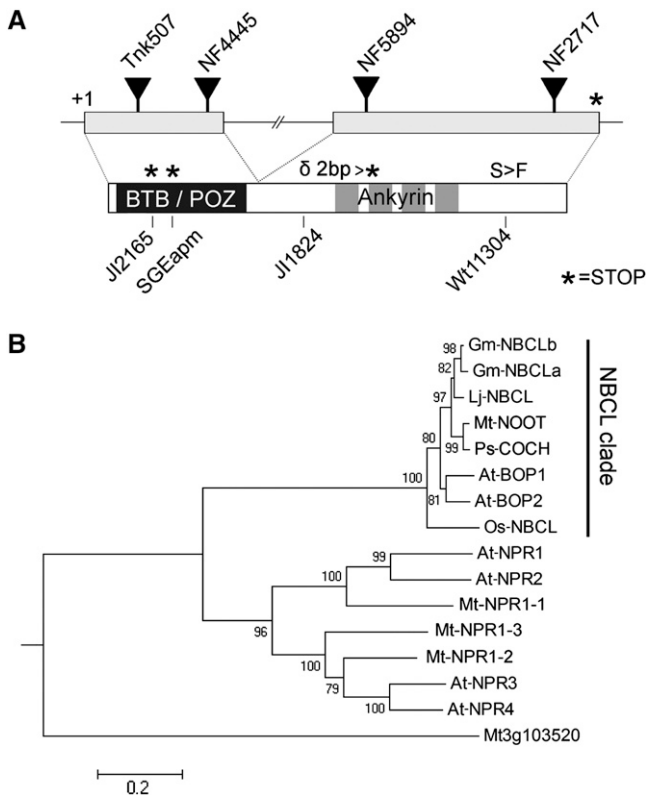 A
Tnk507
NF4445
NF5894
NF2717
+1
*
//
* *
δ 2bp >*
S>F
BTB / POZ
Ankyrin
JI2165
SGEapm
JI1824
Wt11304
*=STOP
B
98
Gm-NBCLb
82
Gm-NBCLa
97
Lj-NBCL
Mt-NOOT
80
99
Ps-COCH
100
At-BOP1
81
At-BOP2
Os-NBCL
NBCL clade
99
At-NPR1
100
At-NPR2
Mt-NPR1-1
96
Mt-NPR1-3
100
Mt-NPR1-2
79
At-NPR3
100
At-NPR4
Mt3g103520
0.2